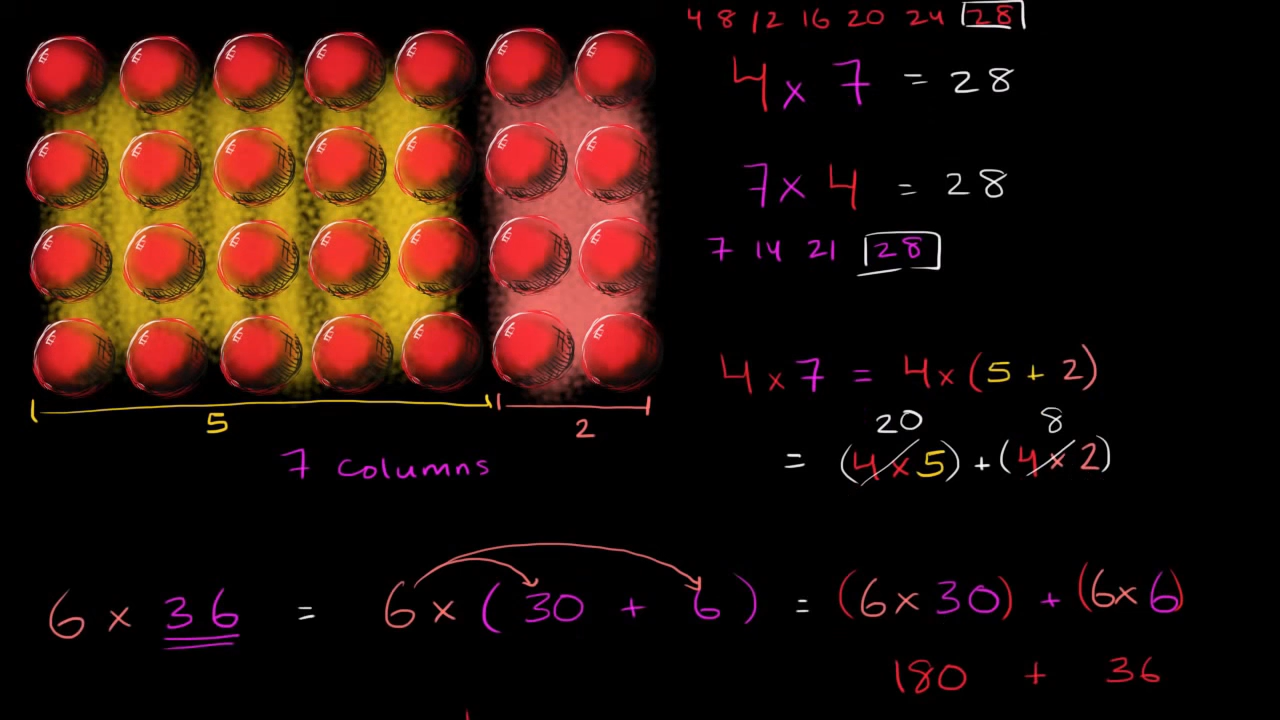 4 8 12 16 20 24 28
4 x 7 = 28
7 x 4 = 28
7 14 21 28
4 x 7 = 4 x (5 + 2)
20 8
= (4 x 5) + (4 x 2)
5 2
7 columns
6 x 36 = 6 x (30 + 6) = (6 x 30) + (6 x 6)
180 + 36